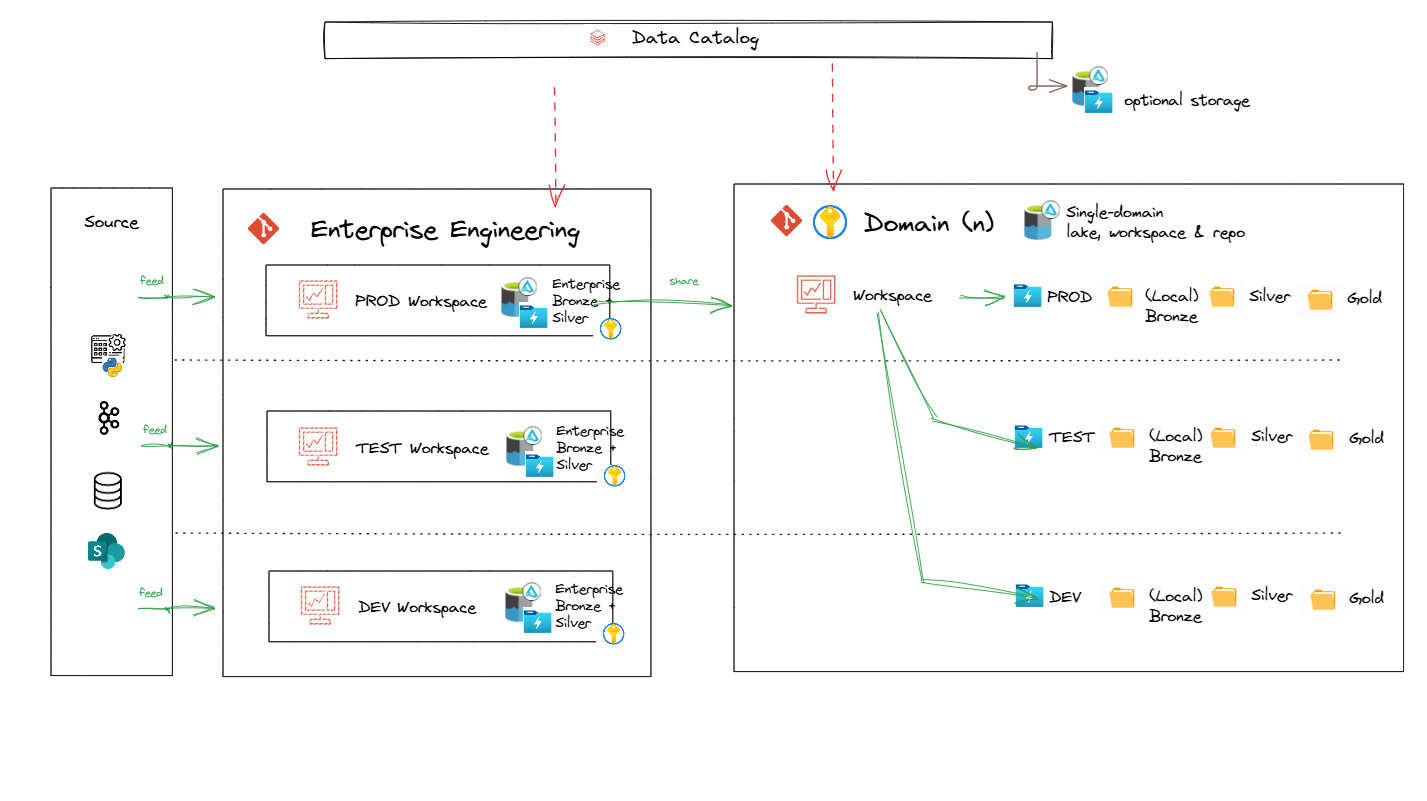 Data Catalog
optional storage
Source
Enterprise Engineering
Domain (n)
Single-domain
lake, workspace & repo
feed
PROD Workspace
Enterprise
Bronze +
Silver
share
Workspace
PROD
(Local)
Bronze
Silver
Gold
feed
TEST Workspace
Enterprise
Bronze +
Silver
TEST
(Local)
Bronze
Silver
Gold
S
feed
DEV Workspace
Enterprise
Bronze +
Silver
DEV
(Local)
Bronze
Silver
Gold